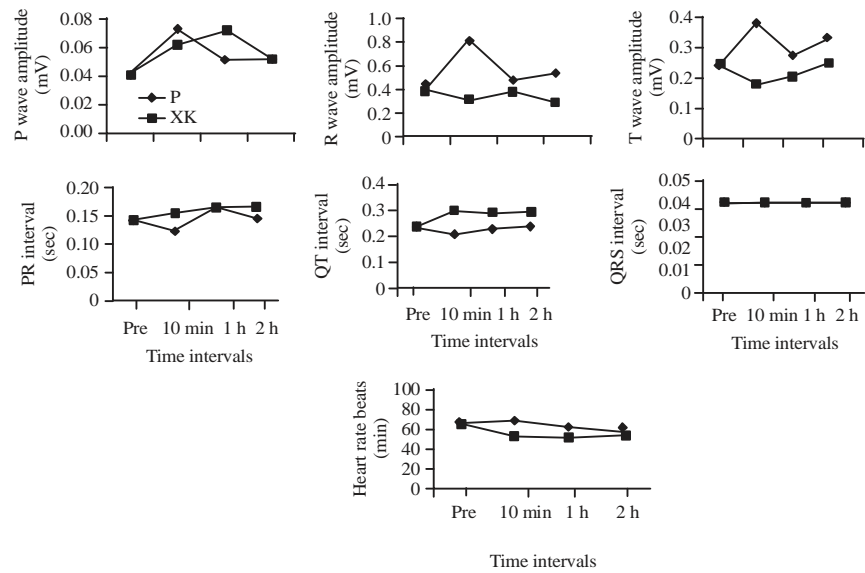 P wave amplitude
(mV)
0.08
0.06
0.04
0.02
0.00
P
XK
R wave amplitude
(mV)
1.0
0.8
0.6
0.4
0.2
0
T wave amplitude
(mV)
0.4
0.3
0.2
0.1
0
PR interval
(sec)
0.20
0.15
0.10
0.05
0
Pre 10 min 1 h 2 h
Time intervals
QT interval
(sec)
0.4
0.3
0.2
0.1
0
Pre 10 min 1 h 2 h
Time intervals
QRS interval
(sec)
0.05
0.04
0.03
0.02
0.01
0
Pre 10 min 1 h 2 h
Time intervals
Heart rate beats
(min)
100
80
60
40
20
0
Pre 10 min 1 h 2 h
Time intervals